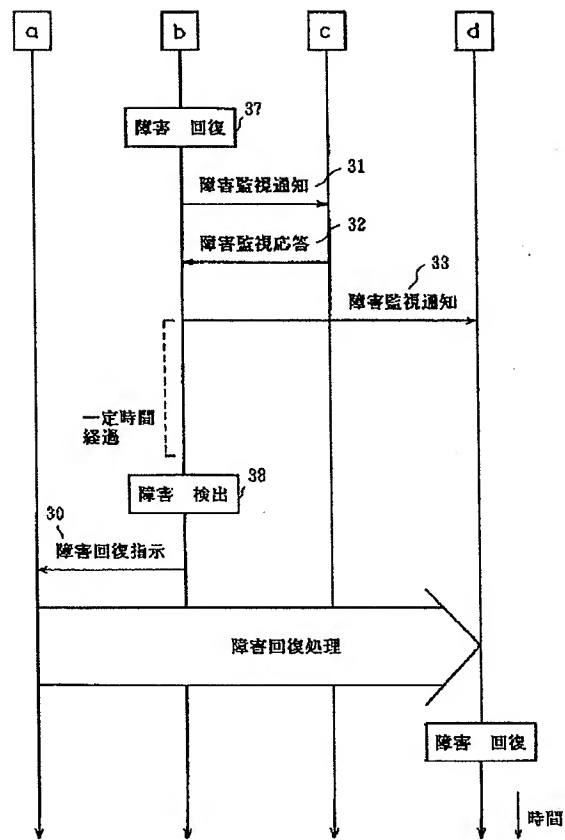 a
b
c
d
障害 回復
37
障害監視通知
31
障害監視応答
32
障害監視通知
33
一定時間
経過
障害 検出
38
30
障害回復指示
障害回復処理
障害 回復
時間